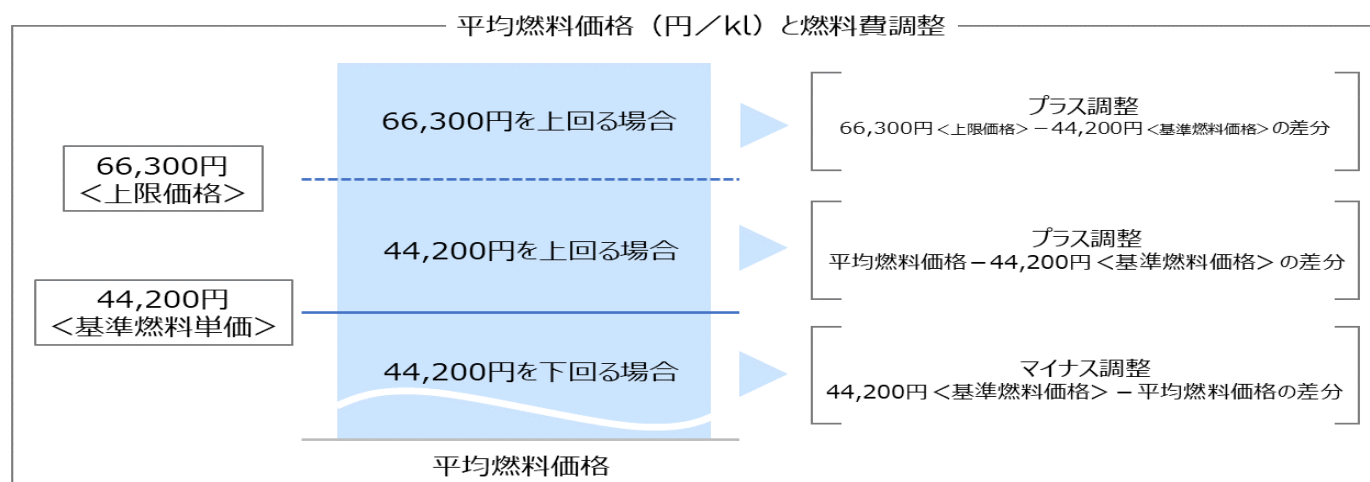 平均燃料価格（円／kl）と燃料費調整
66,300円を上回る場合
プラス調整
66,300円<上限価格>－44,200円<基準燃料価格>の差分
66,300円
＜上限価格＞
44,200円を上回る場合
プラス調整
平均燃料価格－44,200円<基準燃料価格>の差分
44,200円
＜基準燃料単価＞
44,200円を下回る場合
マイナス調整
44,200円<基準燃料価格>－平均燃料価格の差分
平均燃料価格